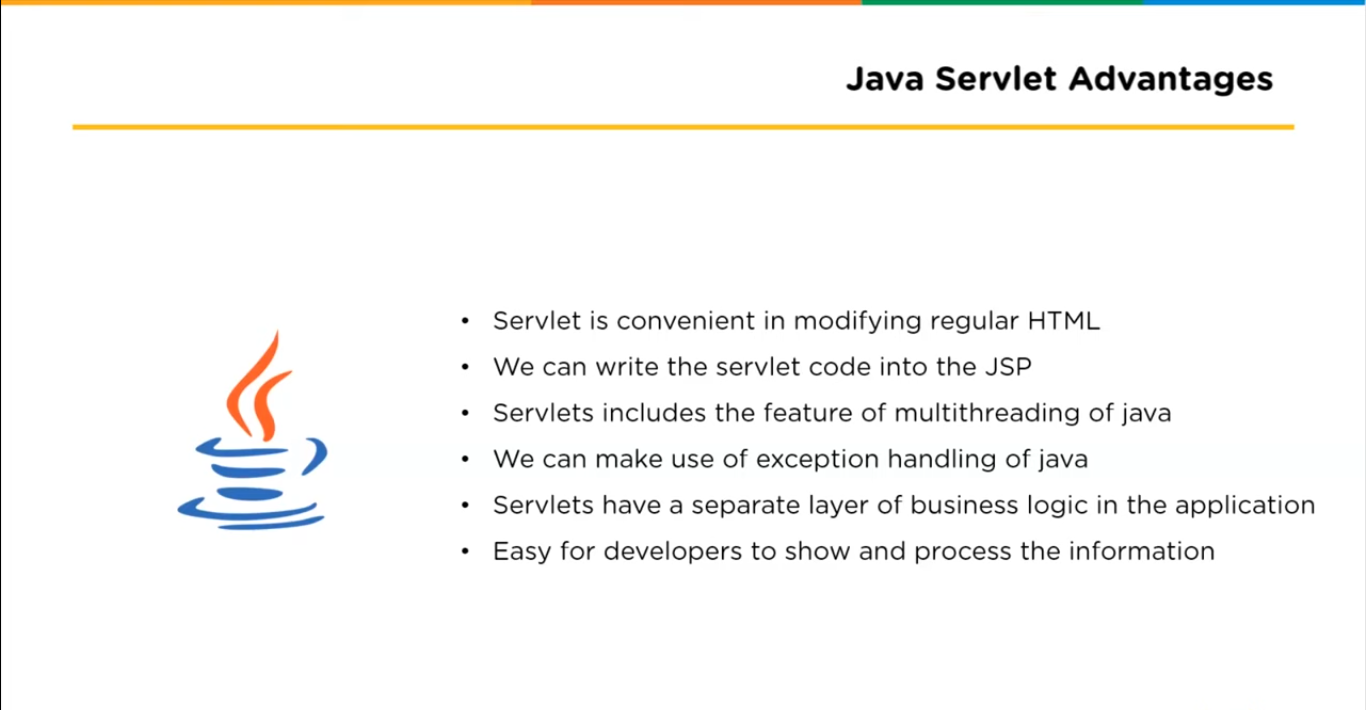 Java Servlet Advantages
• Servlet is convenient in modifying regular HTML
• We can write the servlet code into the JSP
• Servlets includes the feature of multithreading of java
• We can make use of exception handling of java
• Servlets have a separate layer of business logic in the application
• Easy for developers to show and process the information